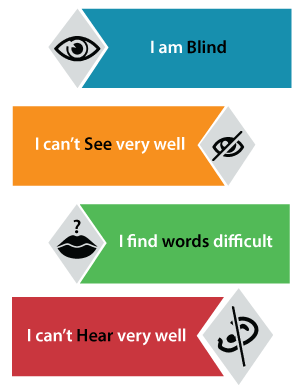 I am Blind
I can't See very well
?
I find words difficult
I can't Hear very well